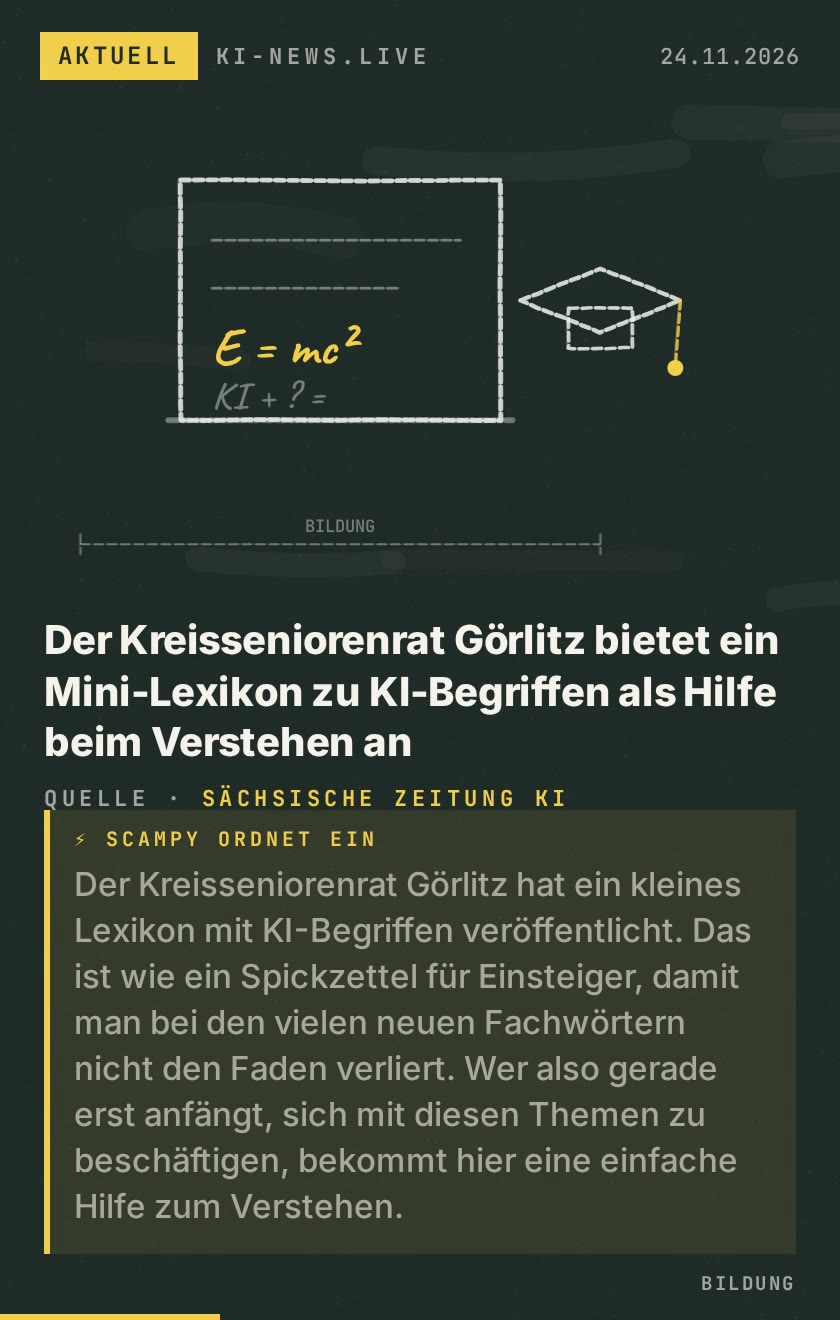 AKTUELL KI-NEWS.LIVE 24.11.2026
E = mc²
KI + ? =
BILDUNG
Der Kreisseniorenrat Görlitz bietet ein
Mini-Lexikon zu KI-Begriffen als Hilfe
beim Verstehen an
QUELLE · SÄCHSISCHE ZEITUNG KI
⚡ SCAMPY ORDNET EIN
Der Kreisseniorenrat Görlitz hat ein kleines
Lexikon mit KI-Begriffen veröffentlicht. Das
ist wie ein Spickzettel für Einsteiger, damit
man bei den vielen neuen Fachwörtern
nicht den Faden verliert. Wer also gerade
erst anfängt, sich mit diesen Themen zu
beschäftigen, bekommt hier eine einfache
Hilfe zum Verstehen.
BILDUNG